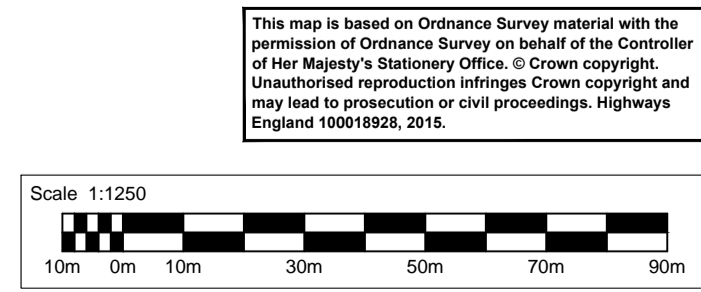 This map is based on Ordnance Survey material with the
permission of Ordnance Survey on behalf of the Controller
of Her Majesty's Stationery Office. © Crown copyright.
Unauthorised reproduction infringes Crown copyright and
may lead to prosecution or civil proceedings. Highways
England 100018928, 2015.
Scale 1:1250
10m 0m 10m 30m 50m 70m 90m